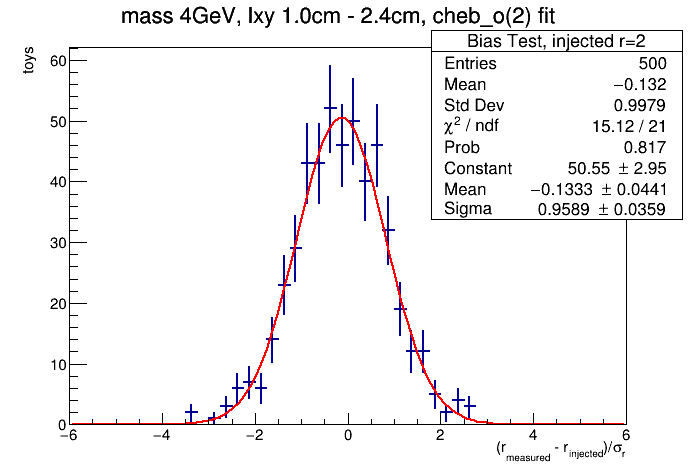 mass 4GeV, lxy 1.0cm - 2.4cm, cheb_o(2) fit
Bias Test, injected r=2
Entries 500
Mean −0.132
Std Dev 0.9979
χ² / ndf 15.12 / 21
Prob 0.817
Constant 50.55 ± 2.95
Mean −0.1333 ± 0.0441
Sigma 0.9589 ± 0.0359
toys
60
50
40
30
20
10
0
−6 −4 −2 0 2 4 6
(r_measured - r_injected)/σ_r